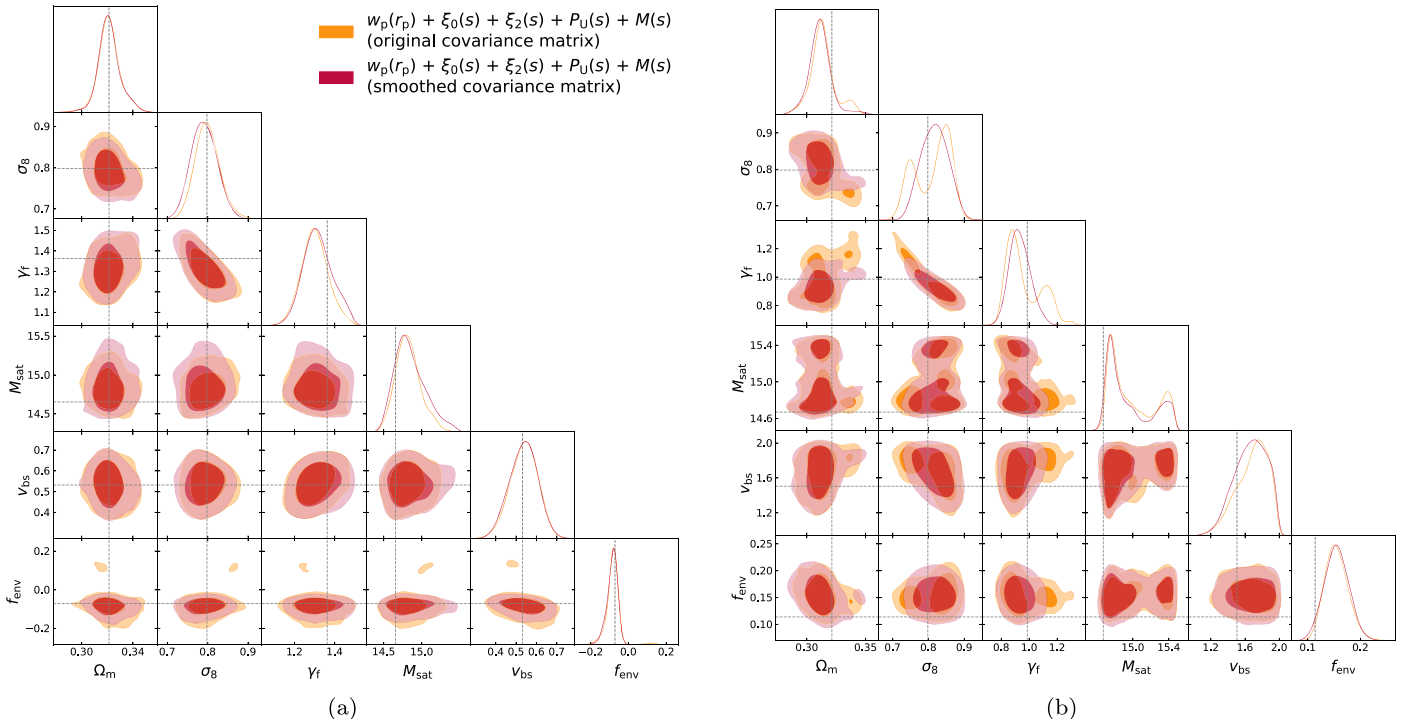 w_p(r_p) + ξ_0(s) + ξ_2(s) + P_U(s) + M(s)
(original covariance matrix)
w_p(r_p) + ξ_0(s) + ξ_2(s) + P_U(s) + M(s)
(smoothed covariance matrix)
0.9
0.8
0.7
σ_8
1.5
1.4
1.3
1.2
1.1
γ_f
15.5
15.0
14.5
M_sat
0.7
0.6
0.5
0.4
v_bs
0.2
0.0
−0.2
f_env
0.30 0.34
0.7 0.8 0.9
1.2 1.4
14.5 15.0
0.4 0.5 0.6 0.7
−0.2 0.0 0.2
Ω_m σ_8 γ_f M_sat v_bs f_env
(a)
0.9
0.8
0.7
σ_8
1.2
1.0
0.8
γ_f
15.4
15.0
14.6
M_sat
2.0
1.6
1.2
v_bs
0.25
0.20
0.15
0.10
f_env
0.30 0.35
0.7 0.8 0.9
0.8 1.0 1.2
15.0 15.4
1.2 1.6 2.0
0.1 0.2
Ω_m σ_8 γ_f M_sat v_bs f_env
(b)